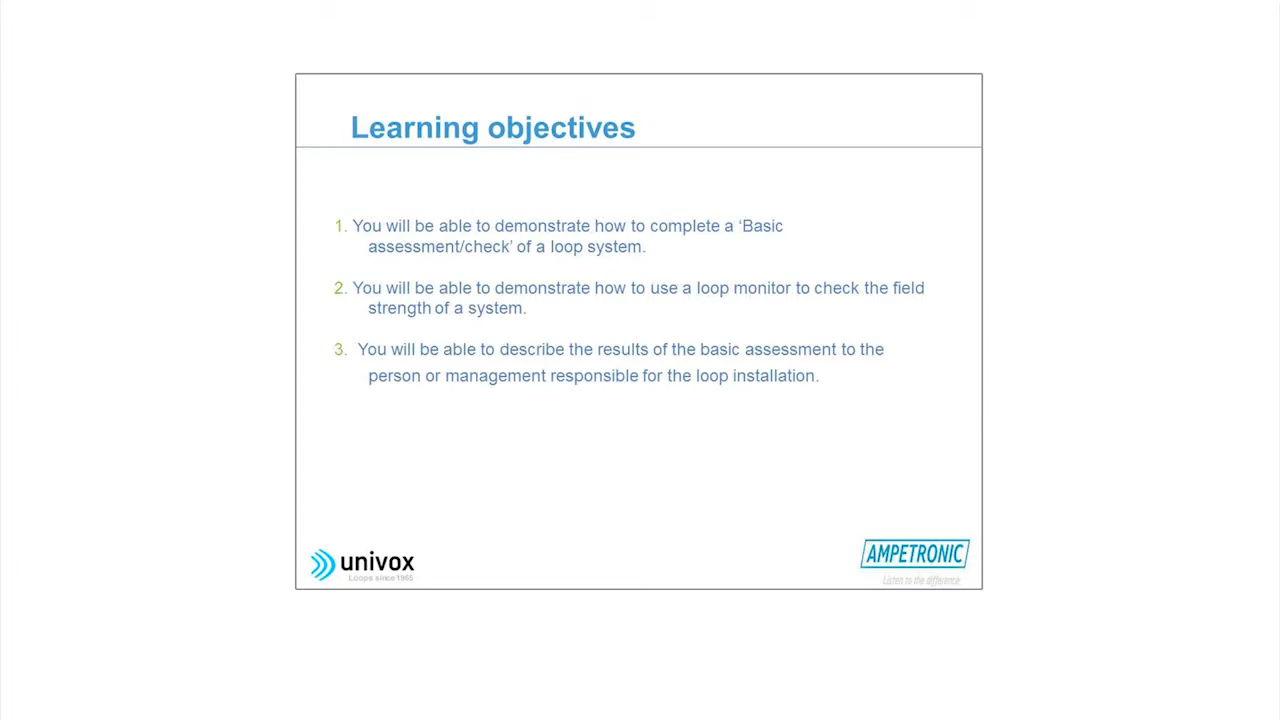 Learning objectives
1. You will be able to demonstrate how to complete a ‘Basic
assessment/check’ of a loop system.
2. You will be able to demonstrate how to use a loop monitor to check the field
strength of a system.
3. You will be able to describe the results of the basic assessment to the
person or management responsible for the loop installation.
univox
Loops since 1965
AMPETRONIC
Listen to the difference